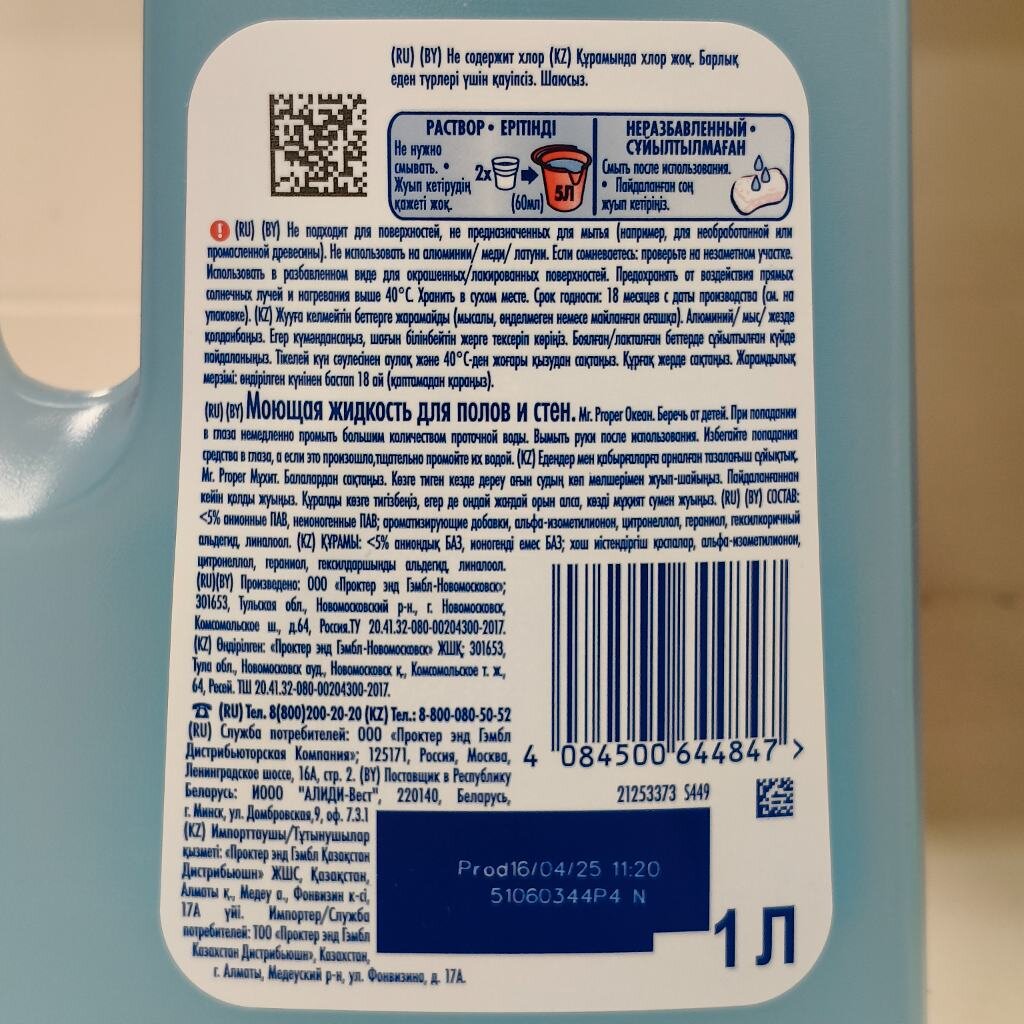 (RU) (BY) Не содержит хлор (KZ) Құрамында хлор жоқ. Барлық
еден түрлері үшін қауіпсіз. Шаюсыз.
РАСТВОР • ЕРІТІНДІ
Не нужно
смывать. •
Жуып кетірудің
қажеті жоқ.
2x
(60мл)
5Л
НЕРАЗБАВЛЕННЫЙ •
СҰЙЫЛТЫЛМАҒАН
Смыть после использования.
• Пайдаланған соң
жуып кетіріңіз.
(RU) (BY) Не подходит для поверхностей, не предназначенных для мытья (например, для необработанной или
промасленной древесины). Не использовать на алюминии/ меди/ латуни. Если сомневаетесь: проверьте на незаметном участке.
Использовать в разбавленном виде для окрашенных/лакированных поверхностей. Предохранять от воздействия прямых
солнечных лучей и нагревания выше 40°C. Хранить в сухом месте. Срок годности: 18 месяцев с даты производства (см. на
упаковке). (KZ) Жууға келмейтін беттерге жарамайды (мысалы, өңделмеген немесе майланған ағашқа). Алюминий/ мыс/ жезде
қолданбаңыз. Егер күмәндансаңыз, шағын білінбейтін жерге тексеріп көріңіз. Боялған/лакталған беттерде сұйылтылған күйде
пайдаланыңыз. Тікелей күн сәулесінен аулақ және 40°C-ден жоғары қызудан сақтаңыз. Құрғақ жерде сақтаңыз. Жарамдылық
мерзімі: өндірілген күнінен бастап 18 ай (қаптамадан қараңыз).
(RU) (BY) Моющая жидкость для полов и стен. Mr. Proper Океан. Беречь от детей. При попадании
в глаза немедленно промыть большим количеством проточной воды. Вымыть руки после использования. Избегайте попадания
средства в глаза, а если это произошло,тщательно промойте их водой. (KZ) Едендер мен қабырғаларға арналған тазалағыш сұйықтық.
Mr. Proper Мұхит. Балалардан сақтаңыз. Көзге тиген кезде дереу ағын судың көп мөлшерімен жуып-шайыңыз. Пайдаланғаннан
кейін қолды жуыңыз. Құралды көзге тигізбеңіз, егер де ондай жағдай орын алса, көзді мұқият сумен жуыңыз. (RU) (BY) СОСТАВ:
<5% анионные ПАВ, неионогенные ПАВ; ароматизирующие добавки, альфа-изометилионон, цитронеллол, гераниол, гексилкоричный
альдегид, линалоол. (KZ) ҚҰРАМЫ: <5% аниондық БАЗ, ионогенді емес БАЗ; хош иістендіргіш қоспалар, альфа-изометилионон,
цитронеллол, гераниол, гексилдаршынды альдегид, линалоол.
(RU)(BY) Произведено: ООО «Проктер энд Гэмбл-Новомосковск»;
301653, Тульская обл., Новомосковский р-н., г. Новомосковск,
Комсомольское ш., д.64, Россия.ТУ 20.41.32-080-00204300-2017.
(KZ) Өндірілген: «Проктер энд Гэмбл-Новомосковск» ЖШҚ; 301653,
Тула обл., Новомосковск ауд., Новомосковск қ., Комсомольское т. ж.,
64, Ресей. ТШ 20.41.32-080-00204300-2017.
(RU) Тел. 8(800)200-20-20 (KZ) Тел.: 8-800-080-50-52
(RU) Служба потребителей: ООО «Проктер энд Гэмбл
Дистрибьюторская Компания»; 125171, Россия, Москва,
Ленинградское шоссе, 16А, стр. 2. (BY) Поставщик в Республику
Беларусь: ИООО "АЛИДИ-Вест", 220140, Беларусь,
г. Минск, ул. Домбровская,9, оф. 7.3.1
(KZ) Импорттаушы/Тұтынушылар
қызметі: «Проктер энд Гэмбл Қазақстан
Дистрибьюшн» ЖШС, Қазақстан,
Алматы қ., Медеу а., Фонвизин к-сі,
17А үйі. Импортер/Служба
потребителей: ТОО «Проктер энд Гэмбл
Казахстан Дистрибьюшн», Казахстан,
г. Алматы, Медеуский р-н, ул. Фонвизина, д. 17А.
4 084500 644847 >
21253373 S449
Prod16/04/25 11:20
51060344P4 N
1 Л